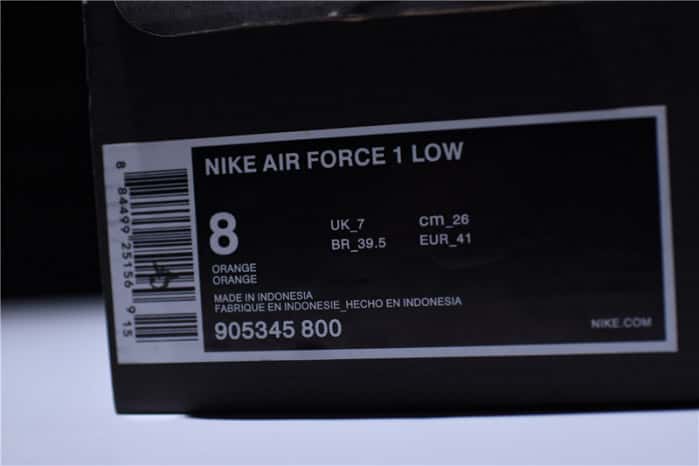 NIKE AIR FORCE 1 LOW
8
UK_7
cm_26
BR_39.5
EUR_41
ORANGE
ORANGE
MADE IN INDONESIA
FABRIQUE EN INDONESIE_HECHO EN INDONESIA
905345 800
NIKE.COM
8 84499 25156 9 15